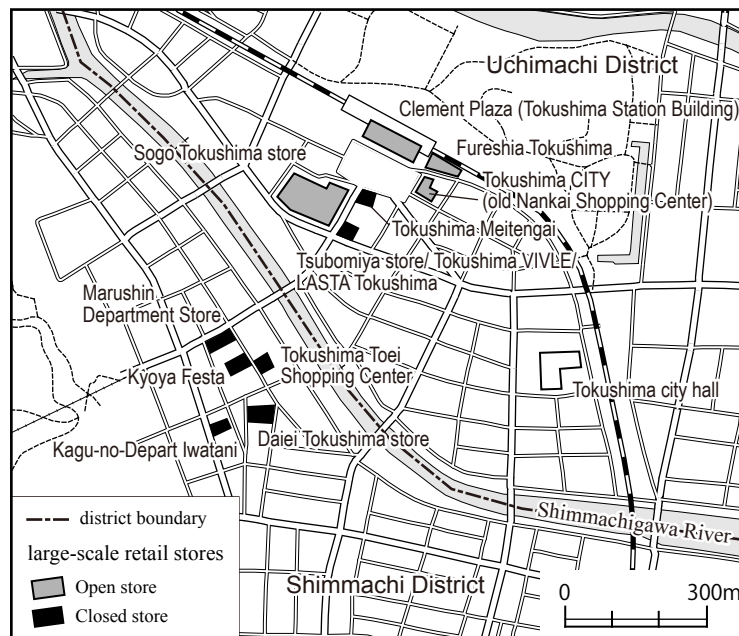 Uchimachi District
Clement Plaza (Tokushima Station Building)
Sogo Tokushima store
Fureshia Tokushima
Tokushima CITY
(old Nankai Shopping Center)
Tokushima Meitengai
Tsubomiya store/ Tokushima VIVLE/
LASTA Tokushima
Marushin
Department Store
Kyoya Festa
Tokushima Toei
Shopping Center
Tokushima city hall
Kagu-no-Depart Iwatani
Daiei Tokushima store
Shimmachigawa River
Shimmachi District
district boundary
large-scale retail stores
Open store
Closed store
0 300m